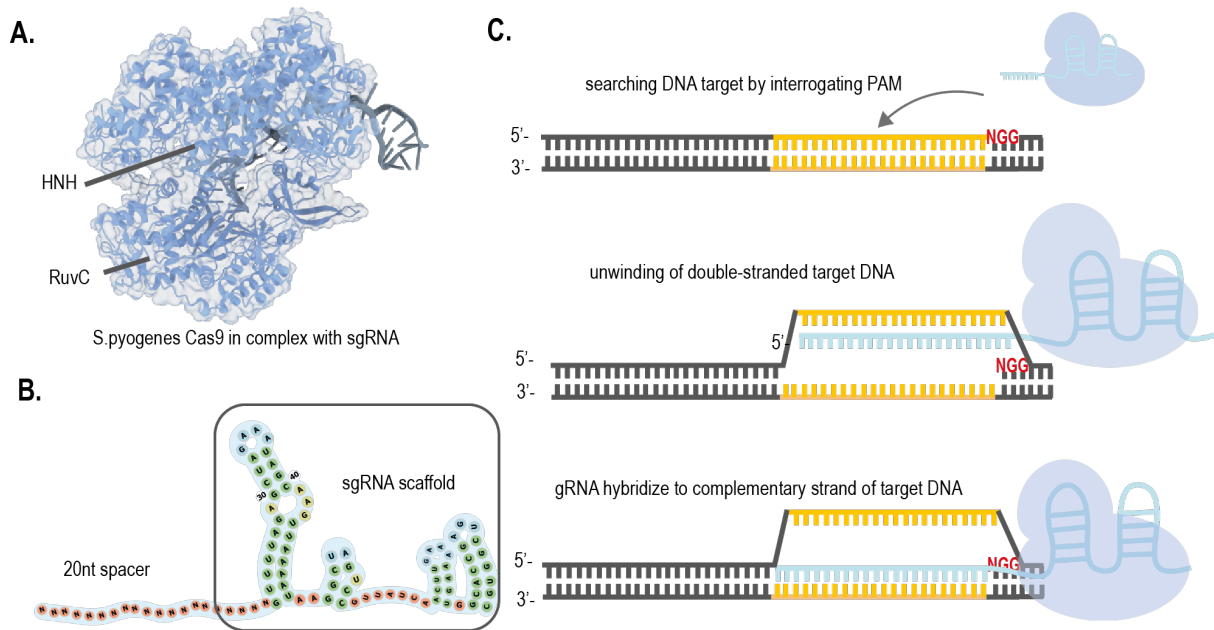 A.
HNH
RuvC
S.pyogenes Cas9 in complex with sgRNA
B.
sgRNA scaffold
30
40
20nt spacer
C.
searching DNA target by interrogating PAM
5'-
NGG
3'-
unwinding of double-stranded target DNA
5'-
5'-
NGG
3'-
gRNA hybridize to complementary strand of target DNA
5'-
NGG
3'-